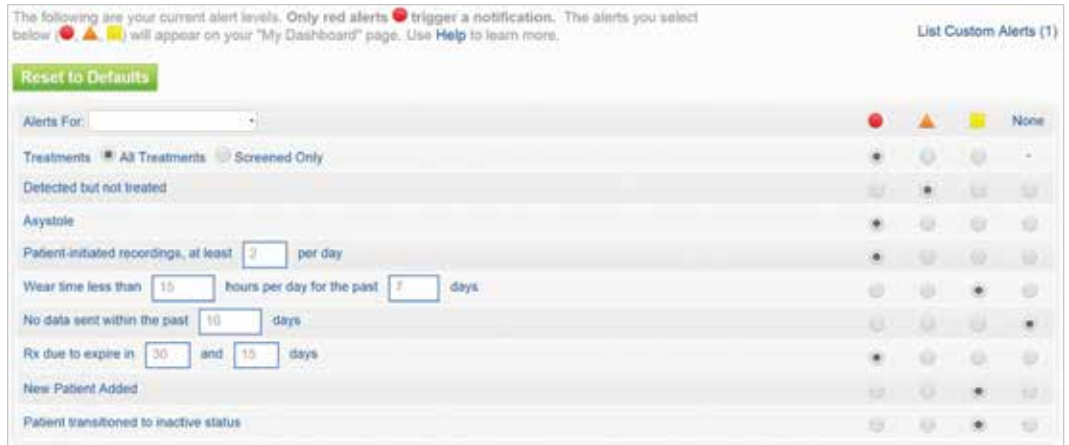 The following are your current alert levels. Only red alerts trigger a notification. The alerts you select
below (, , ) will appear on your "My Dashboard" page. Use Help to learn more.
List Custom Alerts (1)
Reset to Defaults
Alerts For: None
Treatments All Treatments Screened Only -
Detected but not treated
Asystole
Patient-initiated recordings, at least 2 per day
Wear time less than 15 hours per day for the past 7 days
No data sent within the past 10 days
Rx due to expire in 30 and 15 days
New Patient Added
Patient transitioned to inactive status